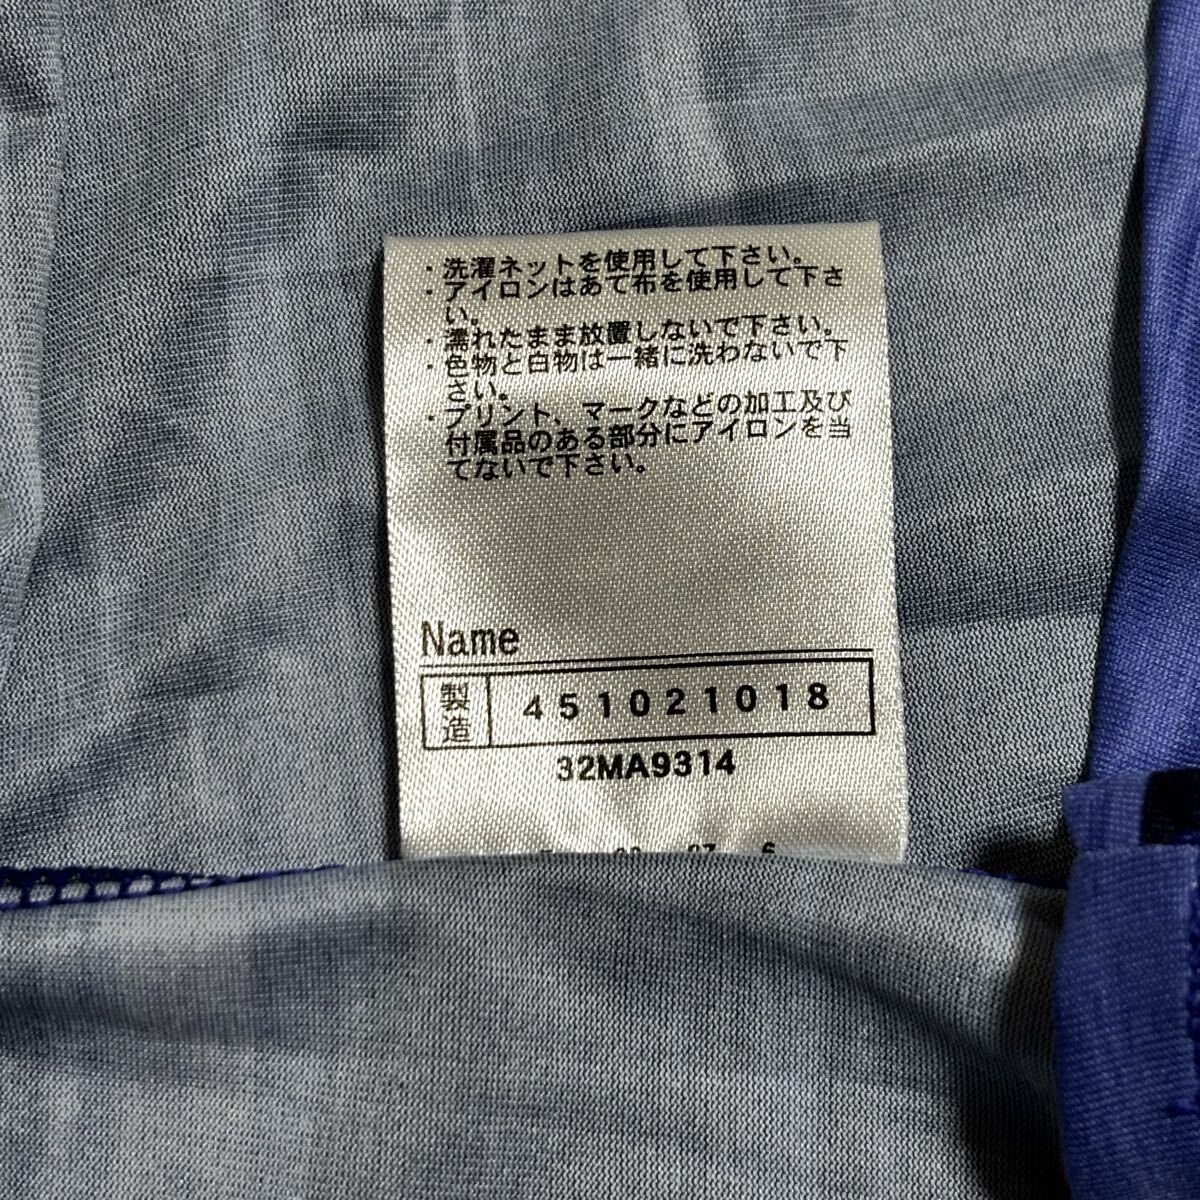 ・洗濯ネットを使用して下さい。
・アイロンはあて布を使用して下さ
い。
・濡れたまま放置しないで下さい。
・色物と白物は一緒に洗わないで下
さい。
・プリント、マークなどの加工及び
付属品のある部分にアイロンを当
てないで下さい。
Name
製造 451021018
32MA9314